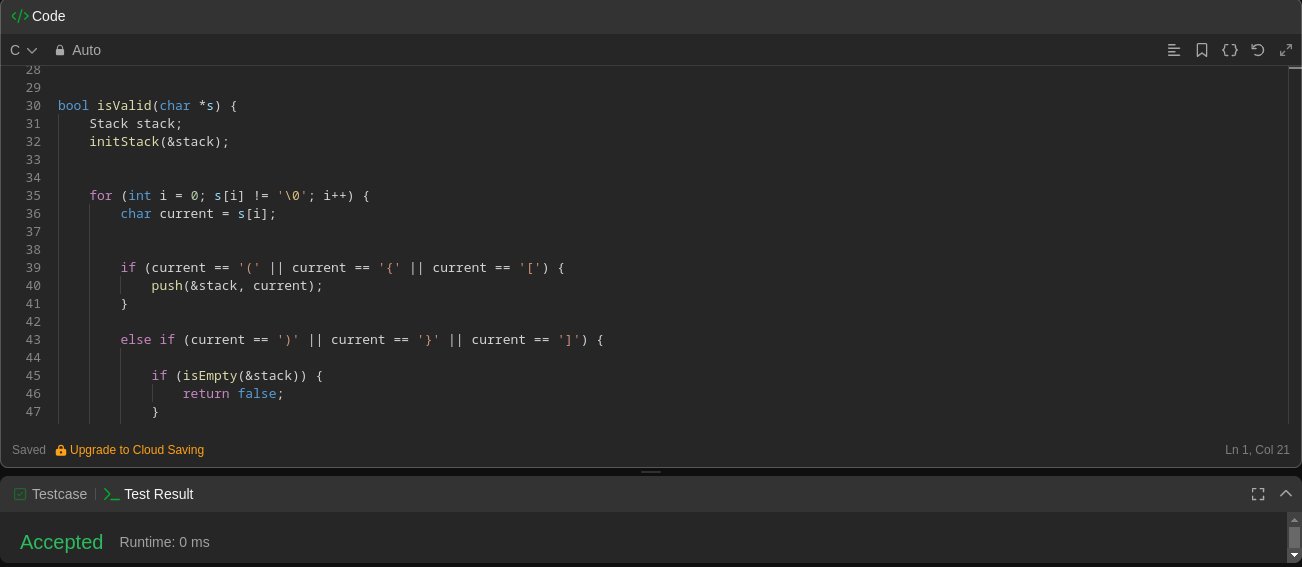 Code
C Auto
28
29
30 bool isValid(char *s) {
31 Stack stack;
32 initStack(&stack);
33
34
35 for (int i = 0; s[i] != '\0'; i++) {
36 char current = s[i];
37
38
39 if (current == '(' || current == '{' || current == '[') {
40 push(&stack, current);
41 }
42
43 else if (current == ')' || current == '}' || current == ']') {
44
45 if (isEmpty(&stack)) {
46 return false;
47 }
Saved Upgrade to Cloud Saving Ln 1, Col 21
Testcase | Test Result
Accepted Runtime: 0 ms